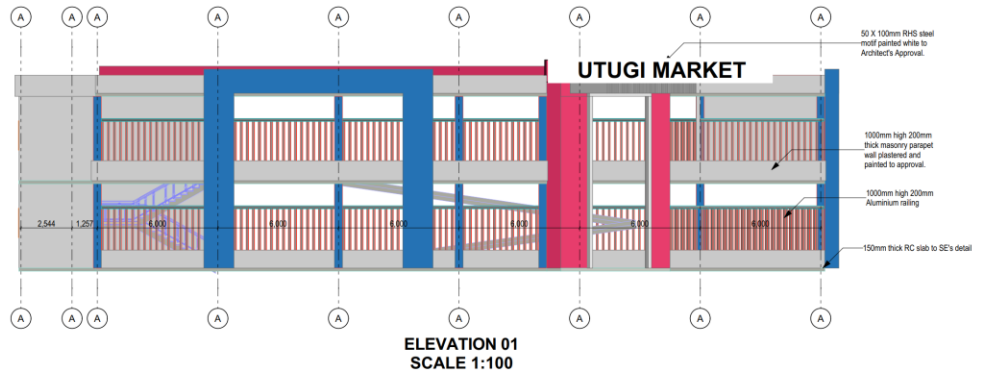 A A A A A A A A A
50 X 100mm RHS steel
motif painted white to
Architect's Approval.
UTUGI MARKET
1000mm high 200mm
thick masonry parapet
wall plastered and
painted to approval.
1000mm high 200mm
Aluminium railing
2,544 1,257 6,000 6,000 6,000 6,000 6,000 6,000
150mm thick RC slab to SE's detail
A A A A A A A A A
ELEVATION 01
SCALE 1:100